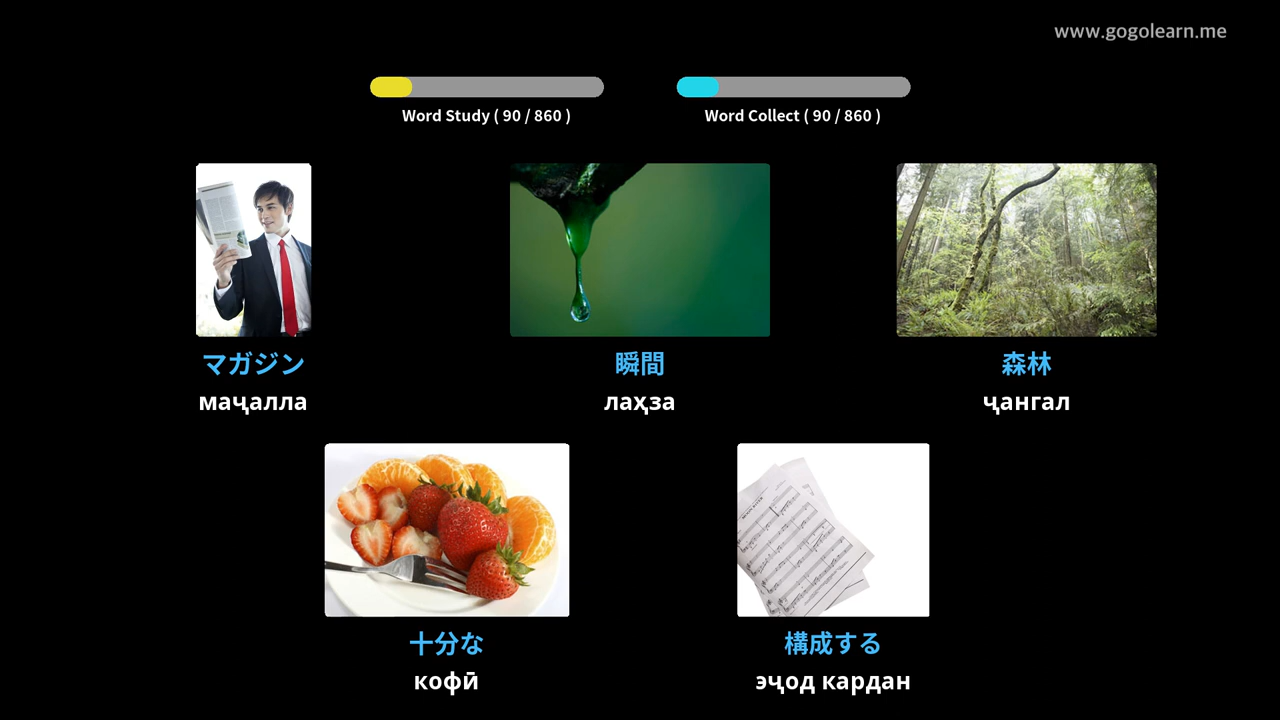 www.gogolearn.me
Word Study ( 90 / 860 )
Word Collect ( 90 / 860 )
マガジン
маҷалла
瞬間
лаҳза
森林
ҷангал
十分な
кофӣ
構成する
эҷод кардан